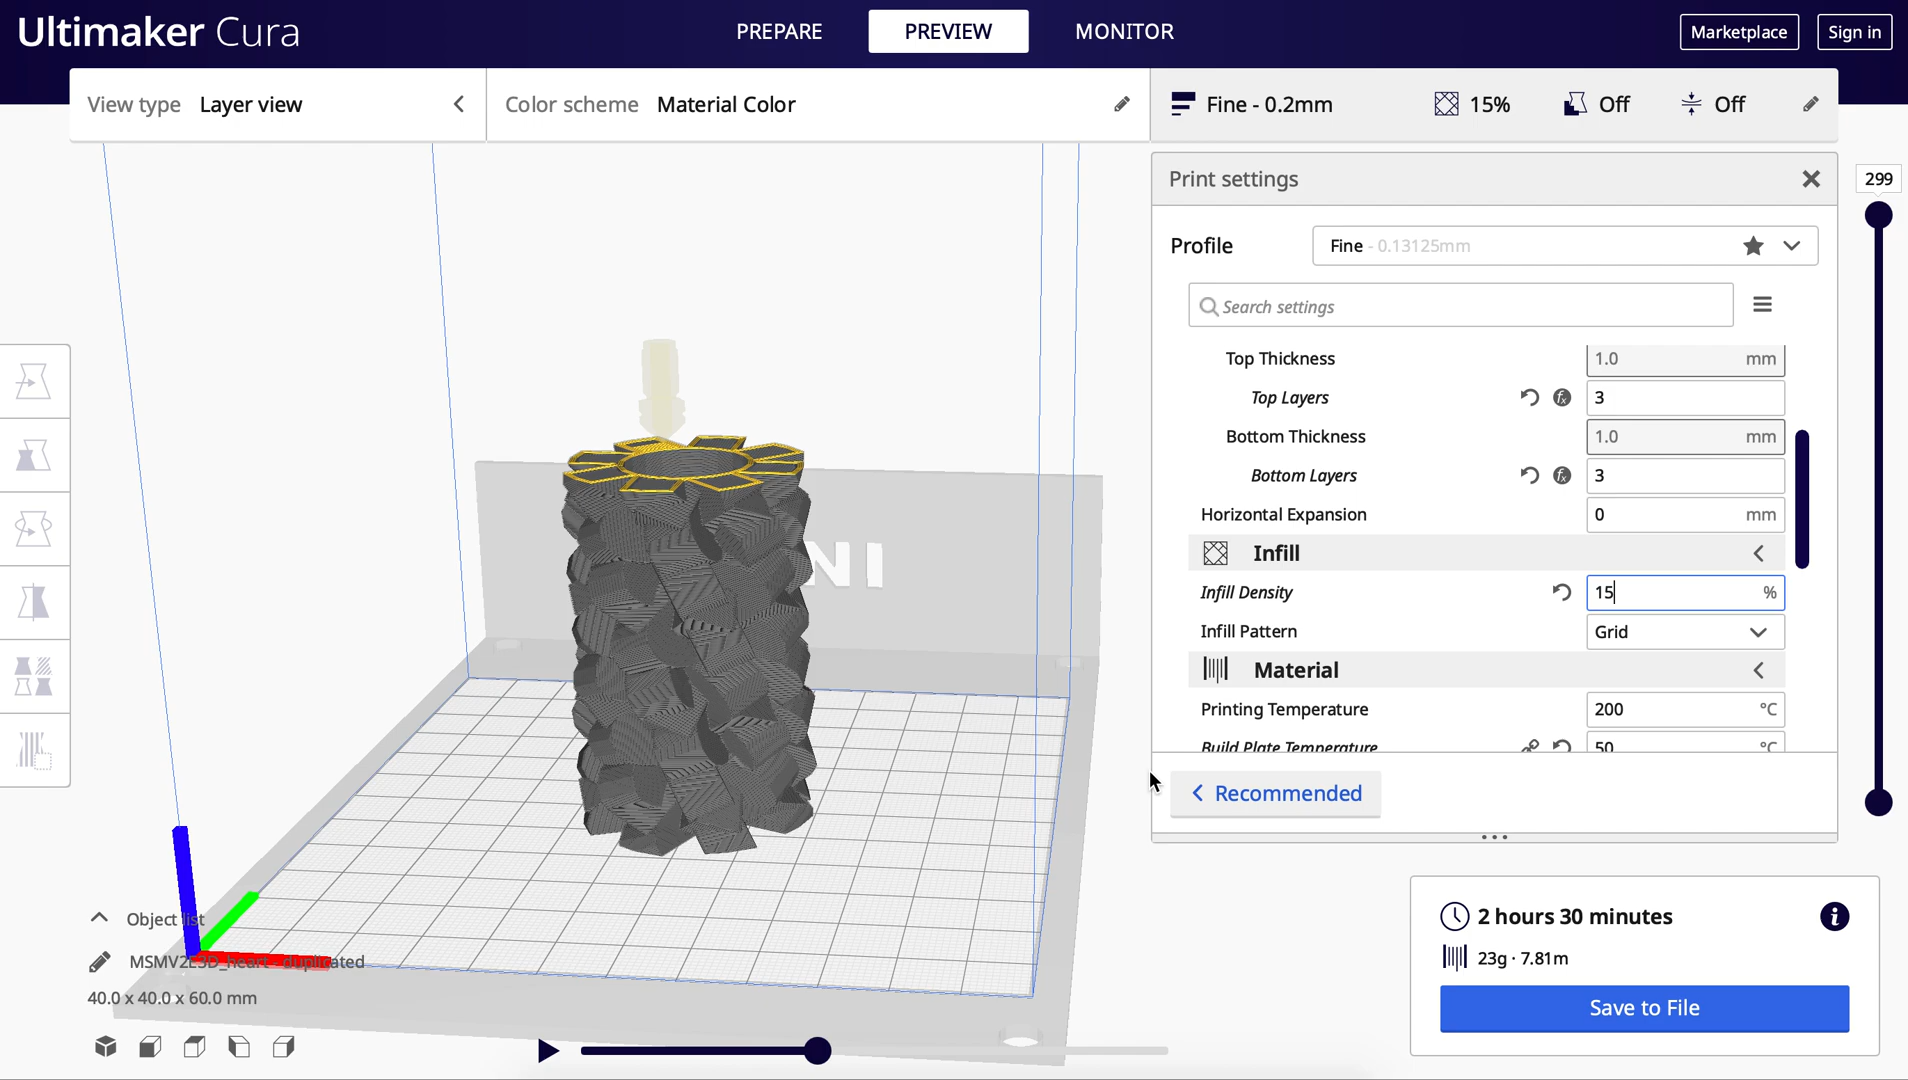 Ultimaker Cura
PREPARE
PREVIEW
MONITOR
Marketplace
Sign in
View type Layer view
Color scheme Material Color
Fine - 0.2mm
15%
Off
Off
Print settings
299
Profile
Fine - 0.13125mm
Search settings
Top Thickness 1.0 mm
Top Layers 3
Bottom Thickness 1.0 mm
Bottom Layers 3
Horizontal Expansion 0 mm
Infill
Infill Density 15 %
Infill Pattern Grid
Material
Printing Temperature 200 °C
Build Plate Temperature 50 °C
Recommended
NI
Object list
MSMV2E3D_heart - duplicated
40.0 x 40.0 x 60.0 mm
2 hours 30 minutes
23g · 7.81m
Save to File